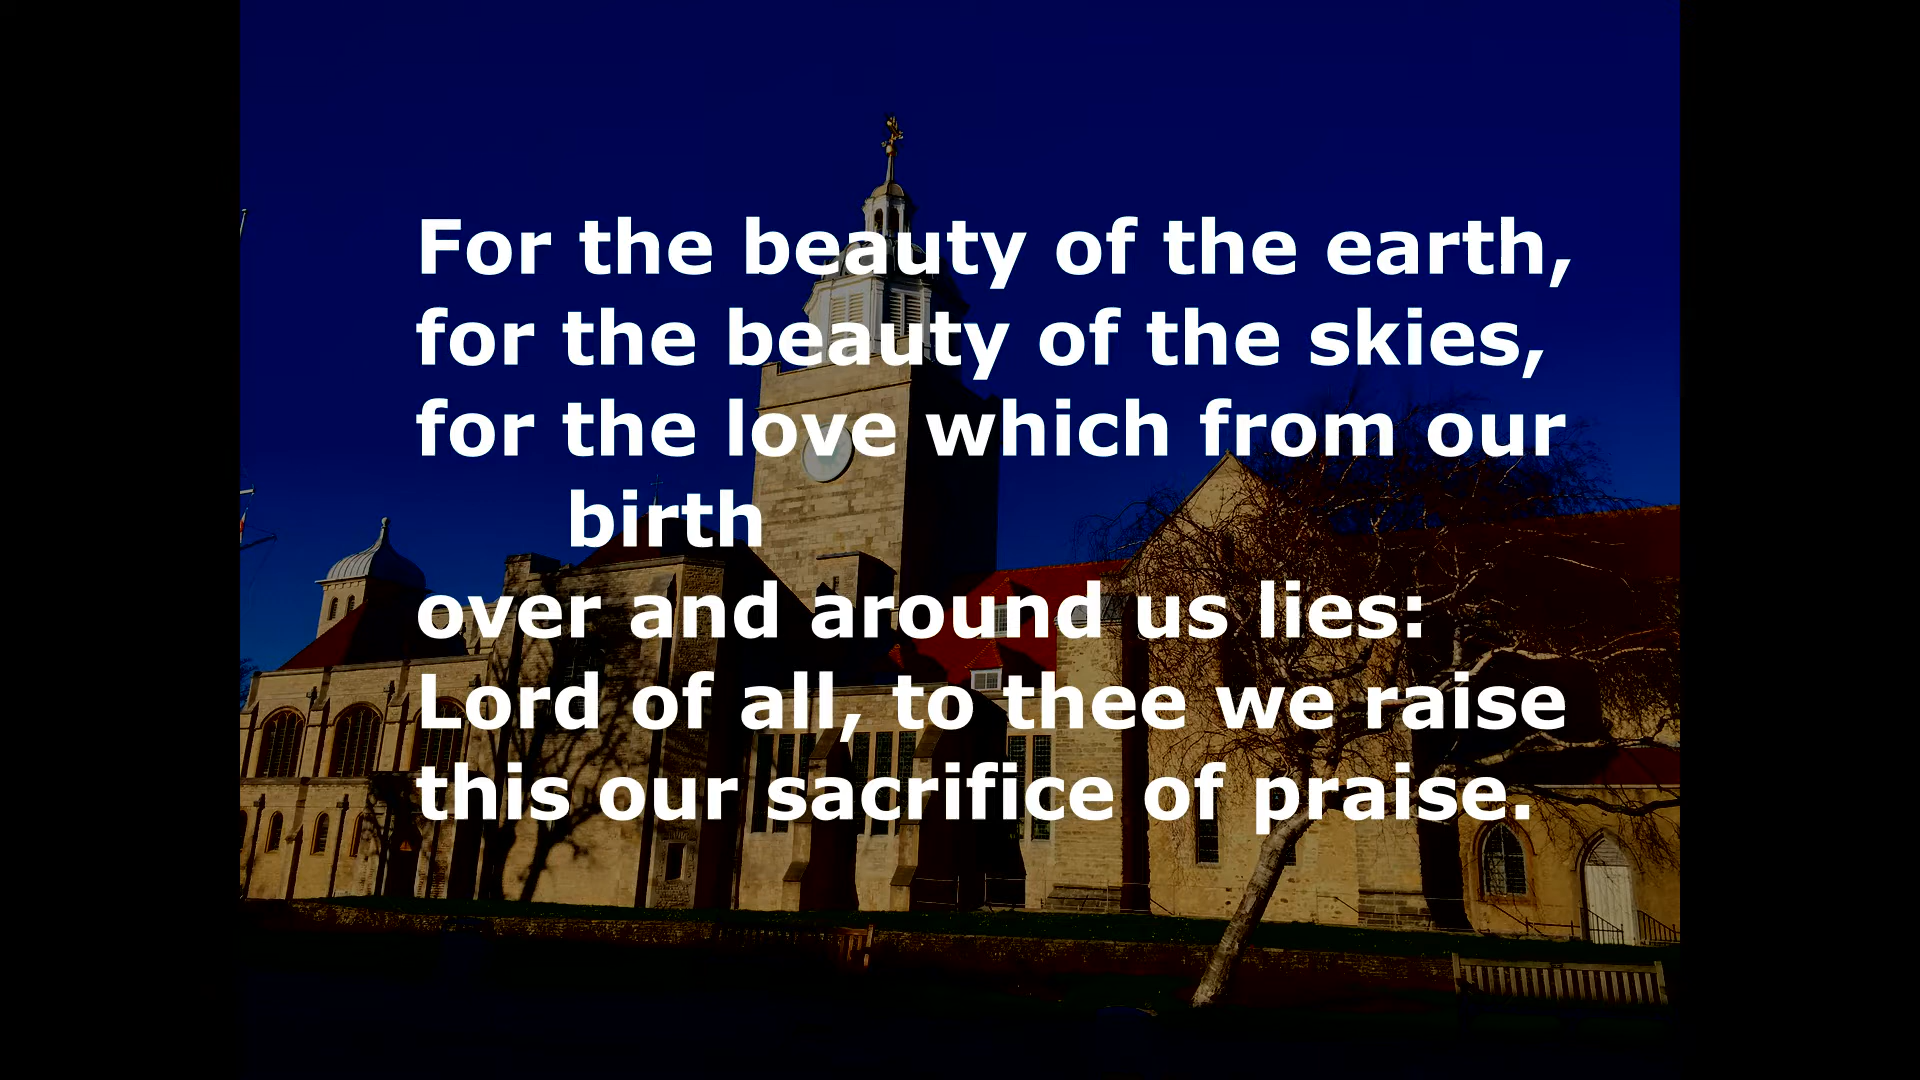 For the beauty of the earth,
for the beauty of the skies,
for the love which from our
birth
over and around us lies:
Lord of all, to thee we raise
this our sacrifice of praise.